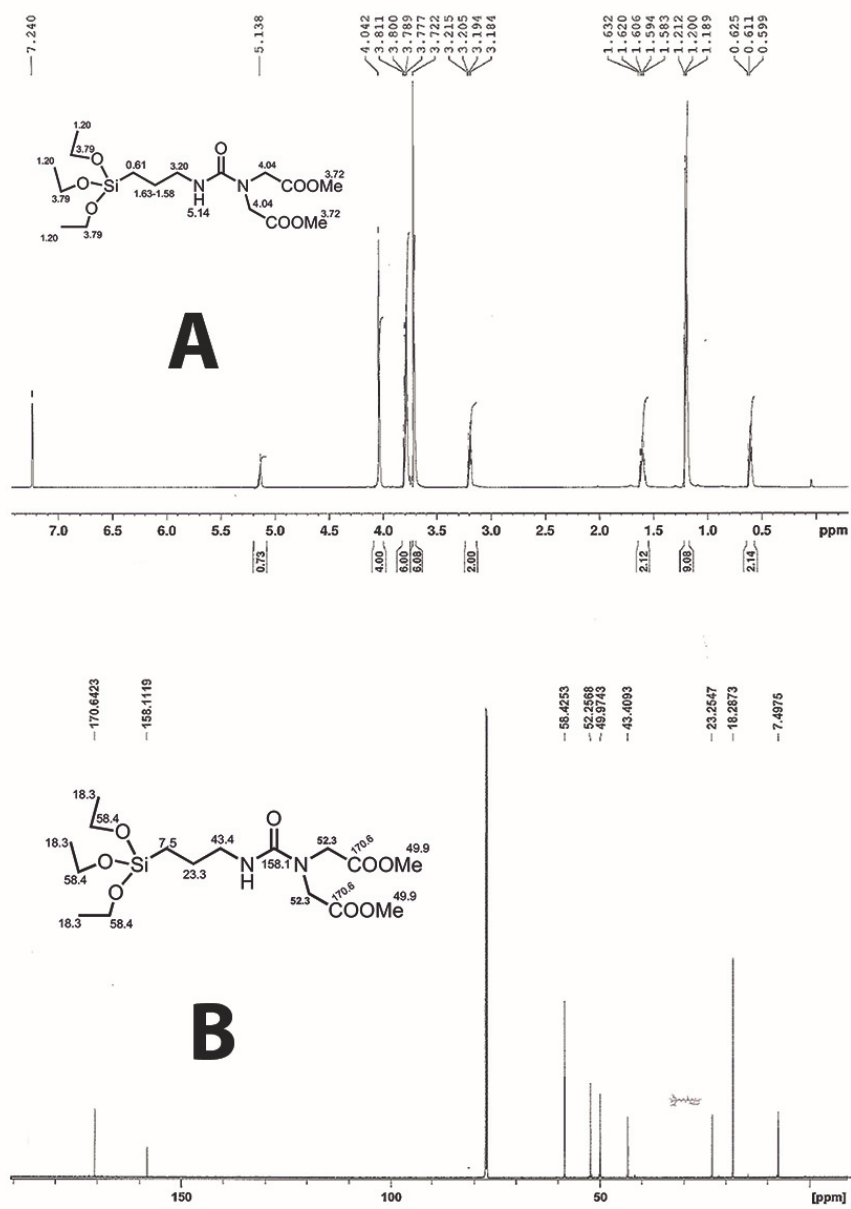 7.240
5.138
4.042
3.811
3.800
3.789
3.777
3.722
3.215
3.205
3.194
3.184
1.632
1.620
1.606
1.594
1.583
1.212
1.200
1.189
0.625
0.611
0.599
1.20
3.79 O
1.20
O Si
3.79
O
1.20 3.79
0.61
1.63-1.58
3.20
N
H
5.14
O
N
4.04
COOMe 3.72
4.04
COOMe 3.72
A
7.0 6.5 6.0 5.5 5.0 4.5 4.0 3.5 3.0 2.5 2.0 1.5 1.0 0.5 ppm
0.73
4.00
6.00
6.08
2.00
2.12
9.08
2.14
170.6423
158.1119
58.4253
52.2568
49.9743
43.4093
23.2547
18.2873
7.4975
18.3
58.4 O
18.3
O Si
58.4
O
18.3 58.4
7.5
23.3
43.4
N
H
O
158.1
N
52.3
170.6
COOMe 49.9
52.3
170.6
COOMe 49.9
B
150 100 50 [ppm]